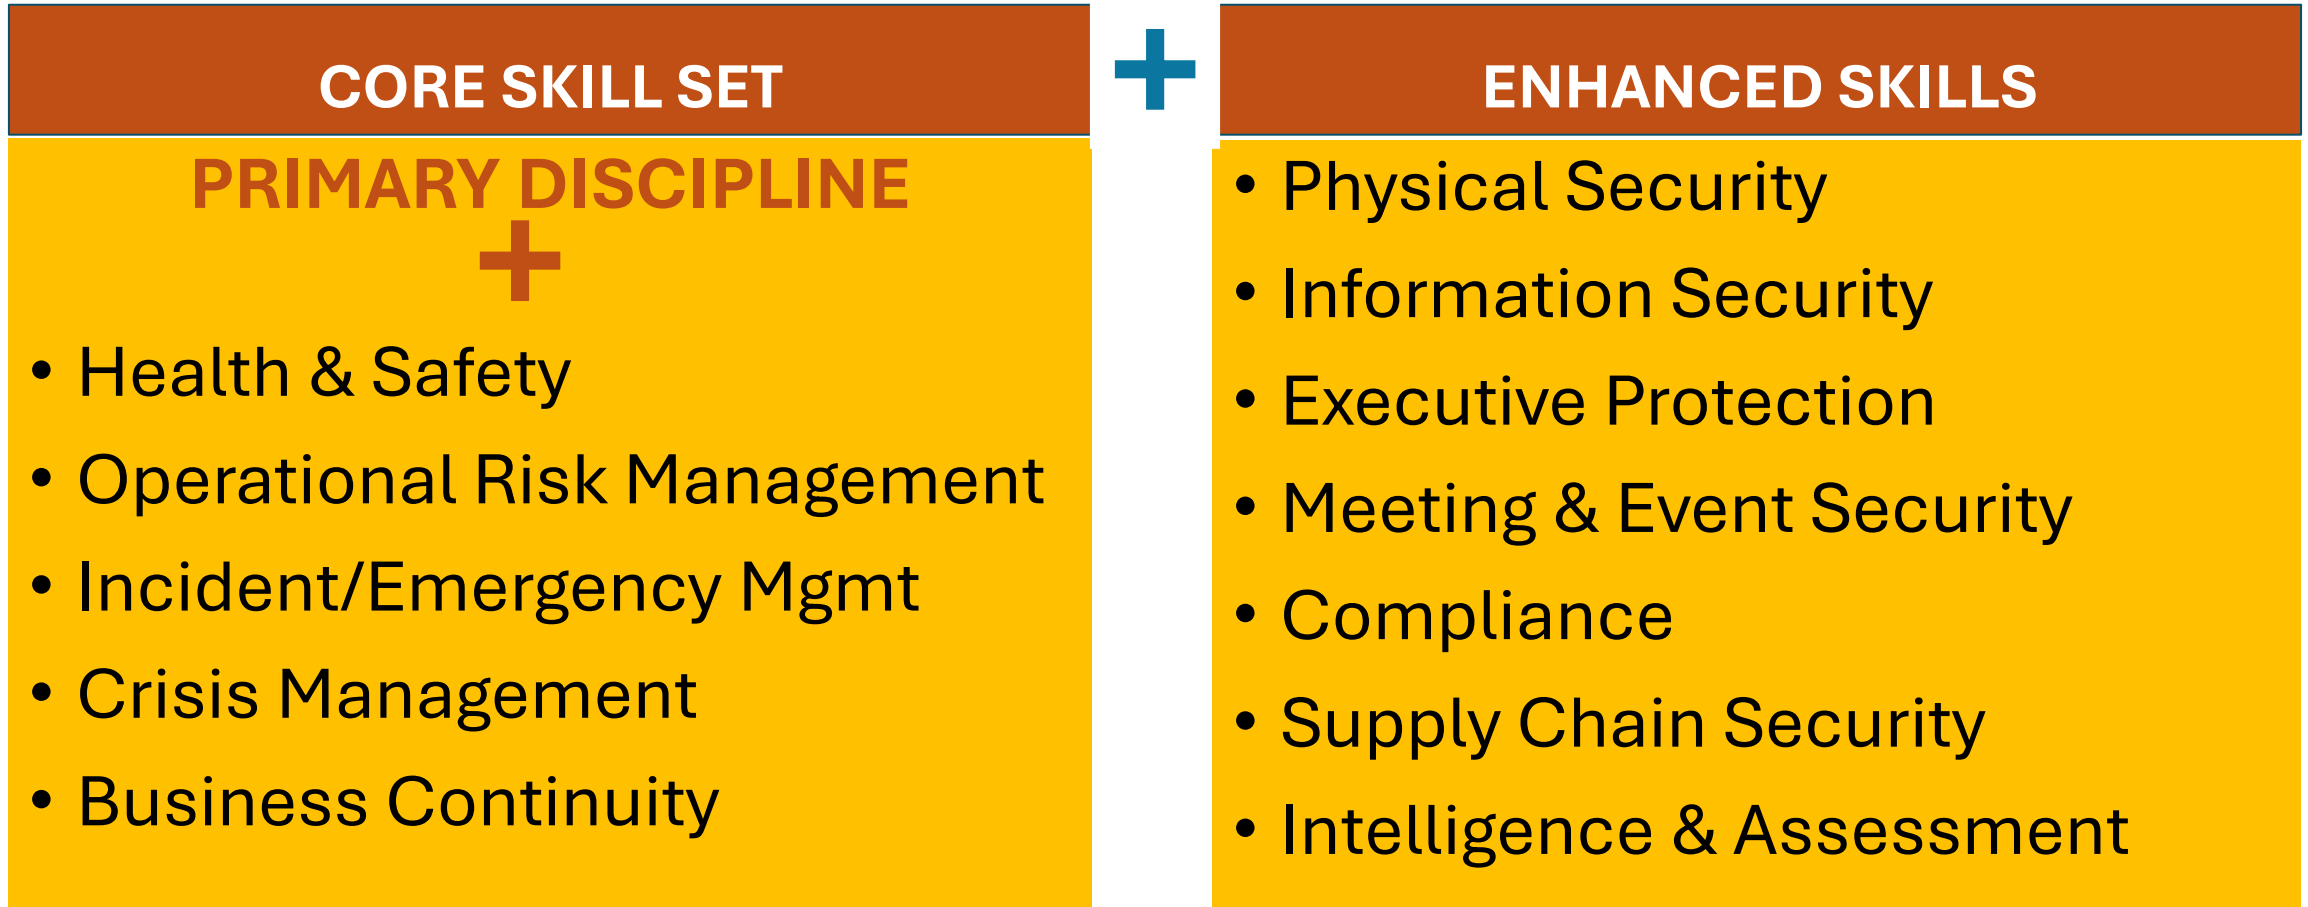 CORE SKILL SET
PRIMARY DISCIPLINE
+
• Health & Safety
• Operational Risk Management
• Incident/Emergency Mgmt
• Crisis Management
• Business Continuity
+
ENHANCED SKILLS
• Physical Security
• Information Security
• Executive Protection
• Meeting & Event Security
• Compliance
• Supply Chain Security
• Intelligence & Assessment